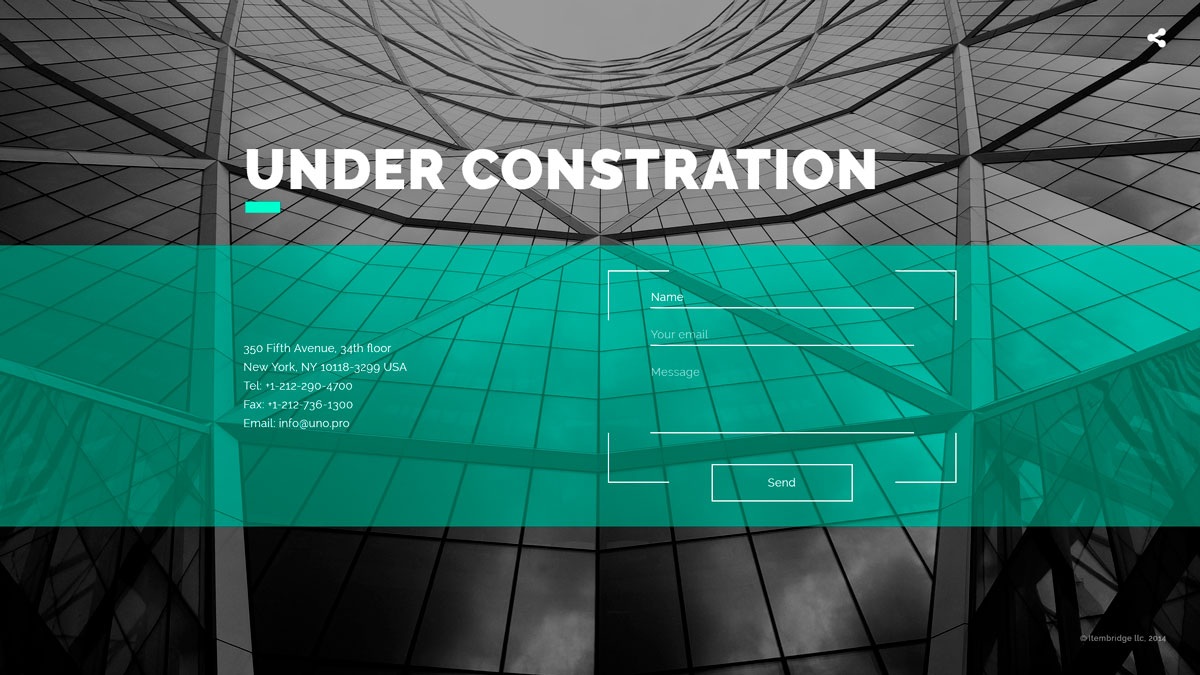 UNDER CONSTRATION
350 Fifth Avenue, 34th floor
New York, NY 10118-3299 USA
Tel: +1-212-290-4700
Fax: +1-212-736-1300
Email: info@uno.pro
Name
Your email
Message
Send
© Itembridge llc, 2014